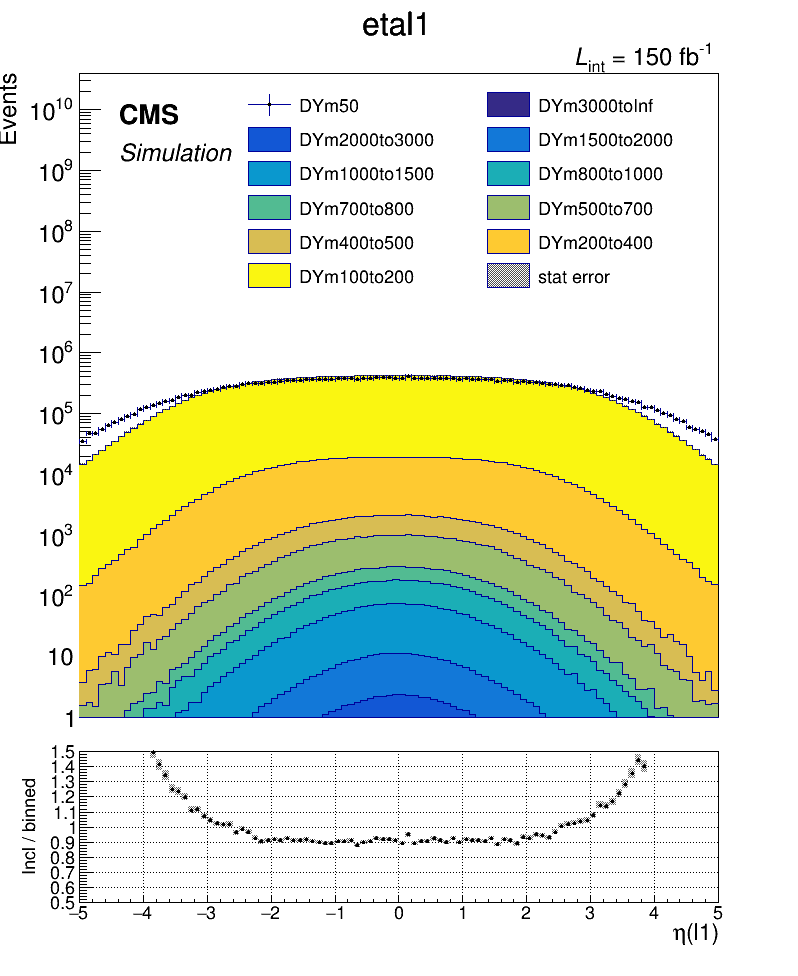 etal1
L_int = 150 fb^-1
Events
CMS
Simulation
DYm50
DYm3000toInf
DYm2000to3000
DYm1500to2000
DYm1000to1500
DYm800to1000
DYm700to800
DYm500to700
DYm400to500
DYm200to400
DYm100to200
stat error
10^10
10^9
10^8
10^7
10^6
10^5
10^4
10^3
10^2
10
1
Incl / binned
1.5
1.4
1.3
1.2
1.1
1
0.9
0.8
0.7
0.6
0.5
−5 −4 −3 −2 −1 0 1 2 3 4 5
η(l1)